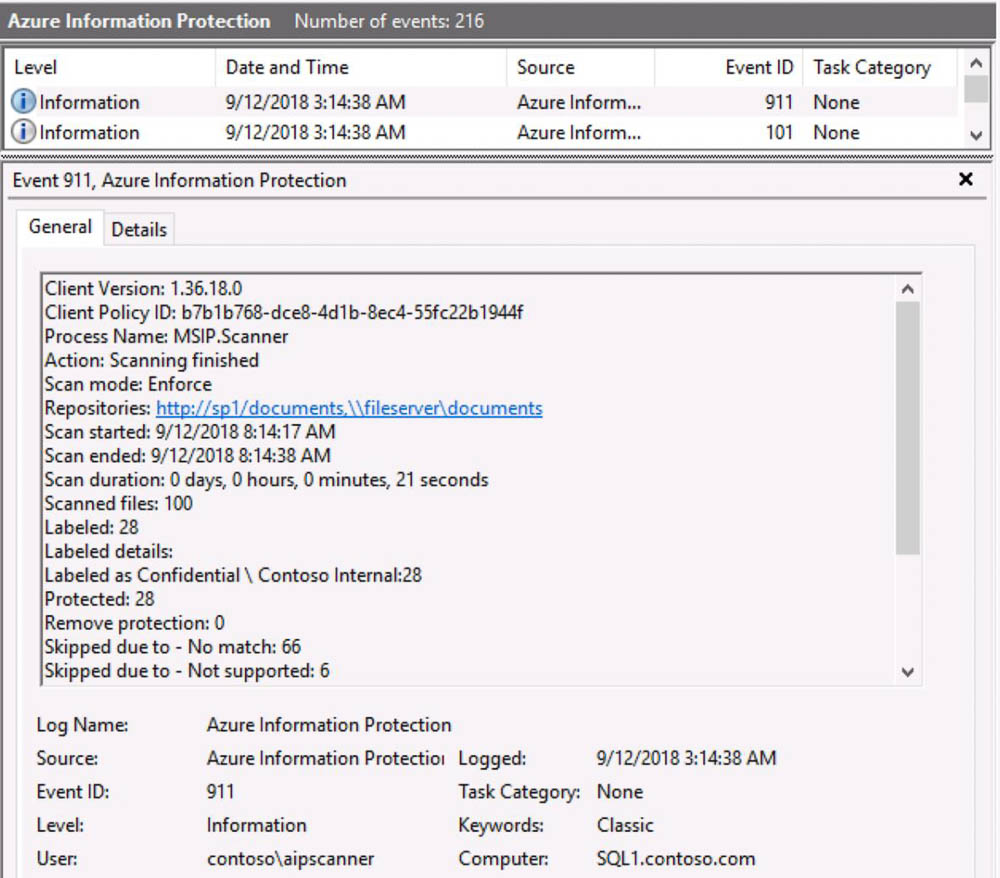 Azure Information Protection Number of events: 216
Level Date and Time Source Event ID Task Category
Information 9/12/2018 3:14:38 AM Azure Inform... 911 None
Information 9/12/2018 3:14:38 AM Azure Inform... 101 None
Event 911, Azure Information Protection
General Details
Client Version: 1.36.18.0
Client Policy ID: b7b1b768-dce8-4d1b-8ec4-55fc22b1944f
Process Name: MSIP.Scanner
Action: Scanning finished
Scan mode: Enforce
Repositories: http://sp1/documents,\\fileserver\documents
Scan started: 9/12/2018 8:14:17 AM
Scan ended: 9/12/2018 8:14:38 AM
Scan duration: 0 days, 0 hours, 0 minutes, 21 seconds
Scanned files: 100
Labeled: 28
Labeled details:
Labeled as Confidential \ Contoso Internal:28
Protected: 28
Remove protection: 0
Skipped due to - No match: 66
Skipped due to - Not supported: 6
Log Name: Azure Information Protection
Source: Azure Information Protection Logged: 9/12/2018 3:14:38 AM
Event ID: 911 Task Category: None
Level: Information Keywords: Classic
User: contoso\aipscanner Computer: SQL1.contoso.com